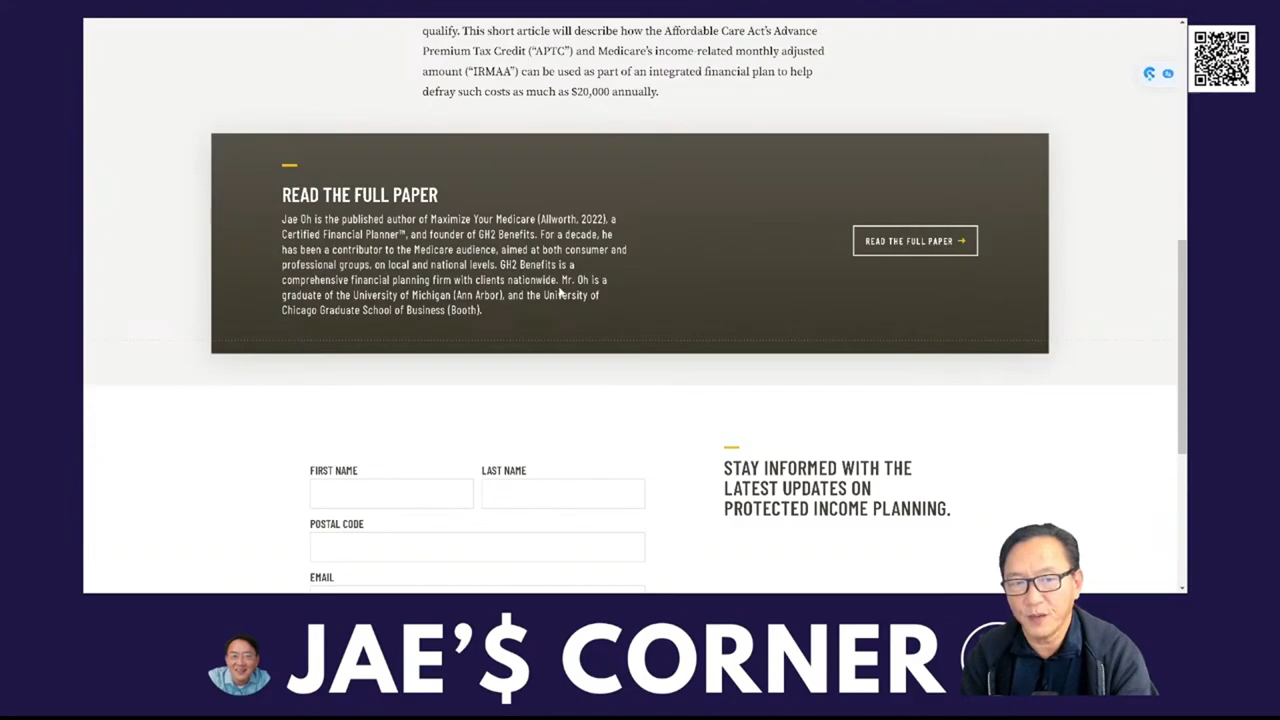 qualify. This short article will describe how the Affordable Care Act's Advance
Premium Tax Credit (“APTC”) and Medicare's income-related monthly adjusted
amount (“IRMAA”) can be used as part of an integrated financial plan to help
defray such costs as much as $20,000 annually.
READ THE FULL PAPER
Jae Oh is the published author of Maximize Your Medicare (Allworth, 2022), a
Certified Financial Planner™, and founder of GH2 Benefits. For a decade, he
has been a contributor to the Medicare audience, aimed at both consumer and
professional groups, on local and national levels. GH2 Benefits is a
comprehensive financial planning firm with clients nationwide. Mr. Oh is a
graduate of the University of Michigan (Ann Arbor), and the University of
Chicago Graduate School of Business (Booth).
READ THE FULL PAPER →
FIRST NAME
LAST NAME
POSTAL CODE
EMAIL
STAY INFORMED WITH THE
LATEST UPDATES ON
PROTECTED INCOME PLANNING.
JAE'$ CORNER